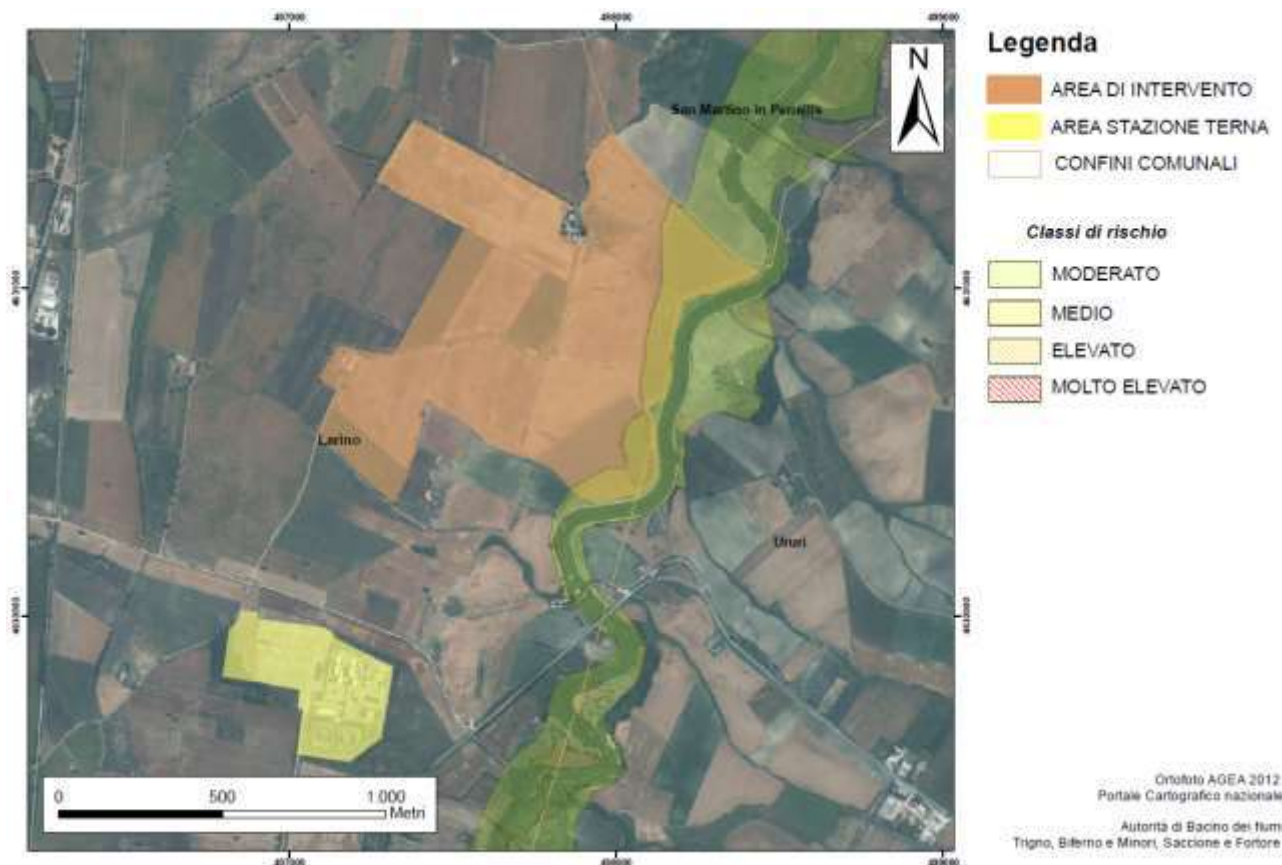 N
San Martino in Pensilis
Larino
Ururi
0 500 1.000
Metri
Legenda
AREA DI INTERVENTO
AREA STAZIONE TERNA
CONFINI COMUNALI
Classi di rischio
MODERATO
MEDIO
ELEVATO
MOLTO ELEVATO
Ortofoto AGEA 2012
Portale Cartografico nazionale
Autorità di Bacino dei fiumi
Trigno, Biferno e Minori, Saccione e Fortore